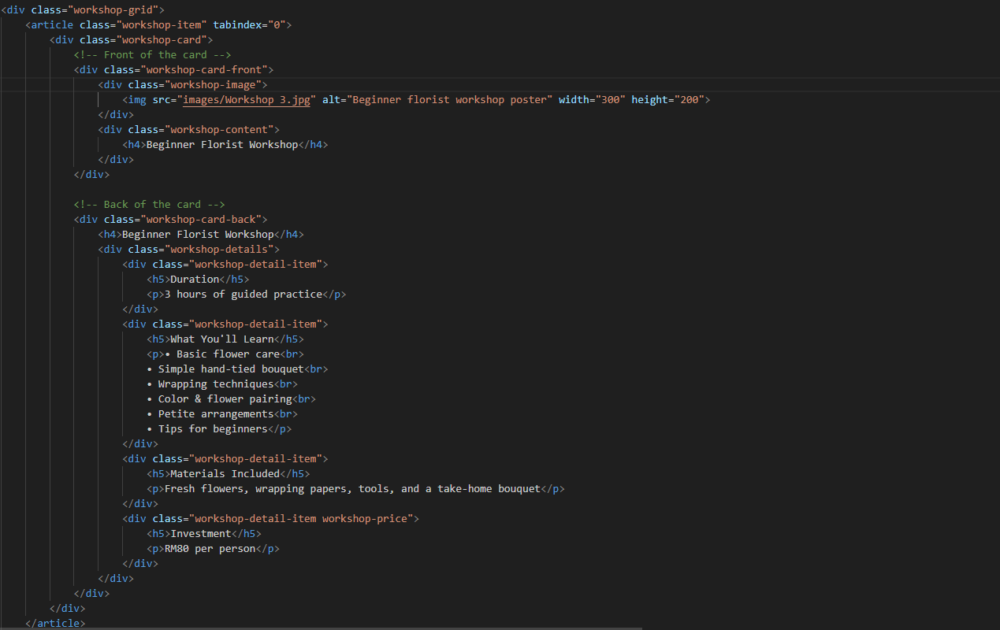 <div class="workshop-grid">
<article class="workshop-item" tabindex="0">
<div class="workshop-card">
<!-- Front of the card -->
<div class="workshop-card-front">
<div class="workshop-image">
<img src="images/Workshop 3.jpg" alt="Beginner florist workshop poster" width="300" height="200">
</div>
<div class="workshop-content">
<h4>Beginner Florist Workshop</h4>
</div>
</div>
<!-- Back of the card -->
<div class="workshop-card-back">
<h4>Beginner Florist Workshop</h4>
<div class="workshop-details">
<div class="workshop-detail-item">
<h5>Duration</h5>
<p>3 hours of guided practice</p>
</div>
<div class="workshop-detail-item">
<h5>What You'll Learn</h5>
<p>• Basic flower care<br>
• Simple hand-tied bouquet<br>
• Wrapping techniques<br>
• Color & flower pairing<br>
• Petite arrangements<br>
• Tips for beginners</p>
</div>
<div class="workshop-detail-item">
<h5>Materials Included</h5>
<p>Fresh flowers, wrapping papers, tools, and a take-home bouquet</p>
</div>
<div class="workshop-detail-item workshop-price">
<h5>Investment</h5>
<p>RM80 per person</p>
</div>
</div>
</div>
</div>
</article>